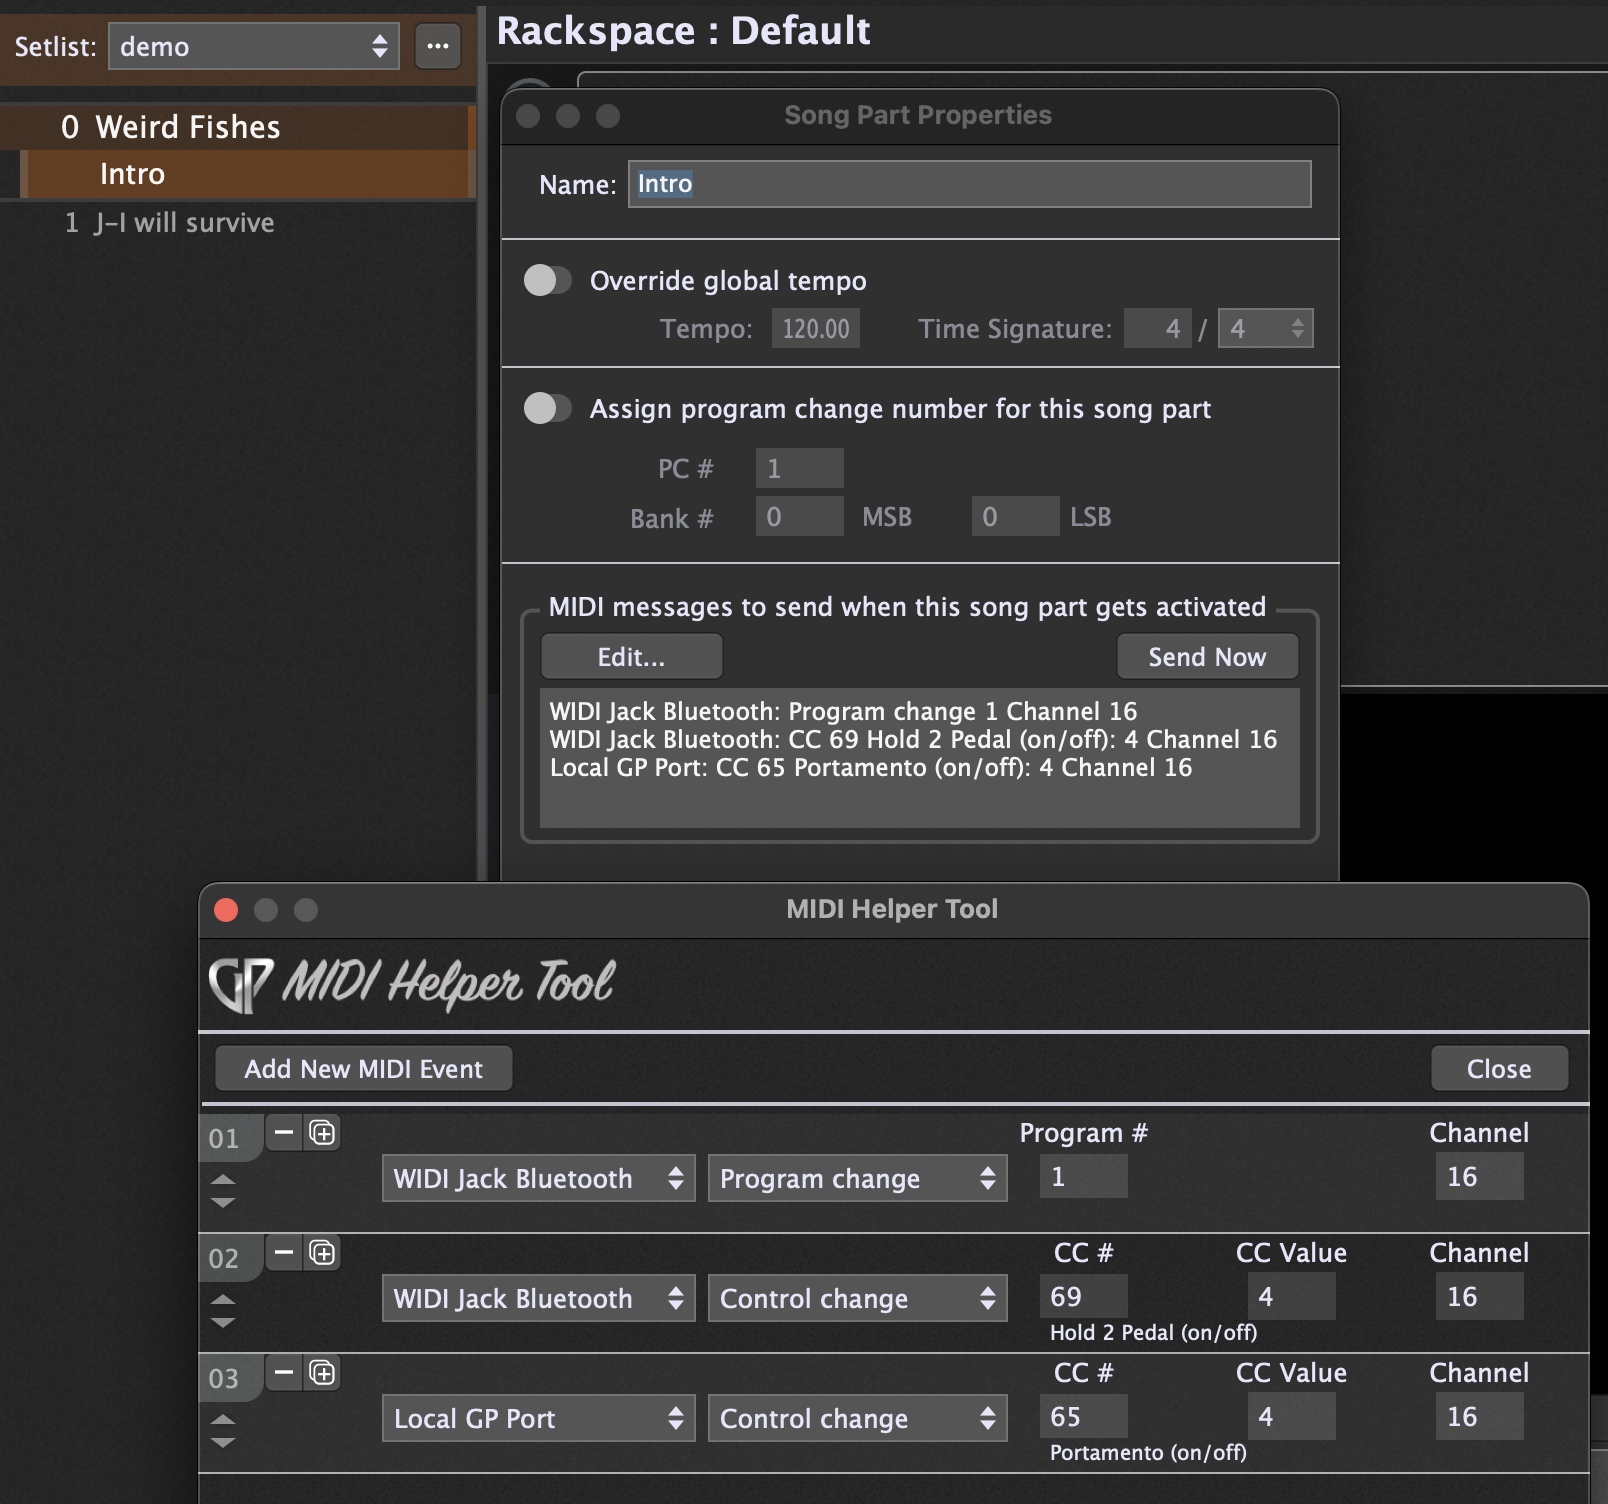 Setlist: demo ...
Rackspace : Default
0 Weird Fishes
Intro
1 J-I will survive
Song Part Properties
Name: Intro
Override global tempo
Tempo: 120.00 Time Signature: 4 / 4
Assign program change number for this song part
PC # 1
Bank # 0 MSB 0 LSB
MIDI messages to send when this song part gets activated
Edit... Send Now
WIDI Jack Bluetooth: Program change 1 Channel 16
WIDI Jack Bluetooth: CC 69 Hold 2 Pedal (on/off): 4 Channel 16
Local GP Port: CC 65 Portamento (on/off): 4 Channel 16
MIDI Helper Tool
GP MIDI Helper Tool
Add New MIDI Event Close
01 Program # Channel
WIDI Jack Bluetooth Program change 1 16
02 CC # CC Value Channel
WIDI Jack Bluetooth Control change 69 4 16
Hold 2 Pedal (on/off)
03 CC # CC Value Channel
Local GP Port Control change 65 4 16
Portamento (on/off)